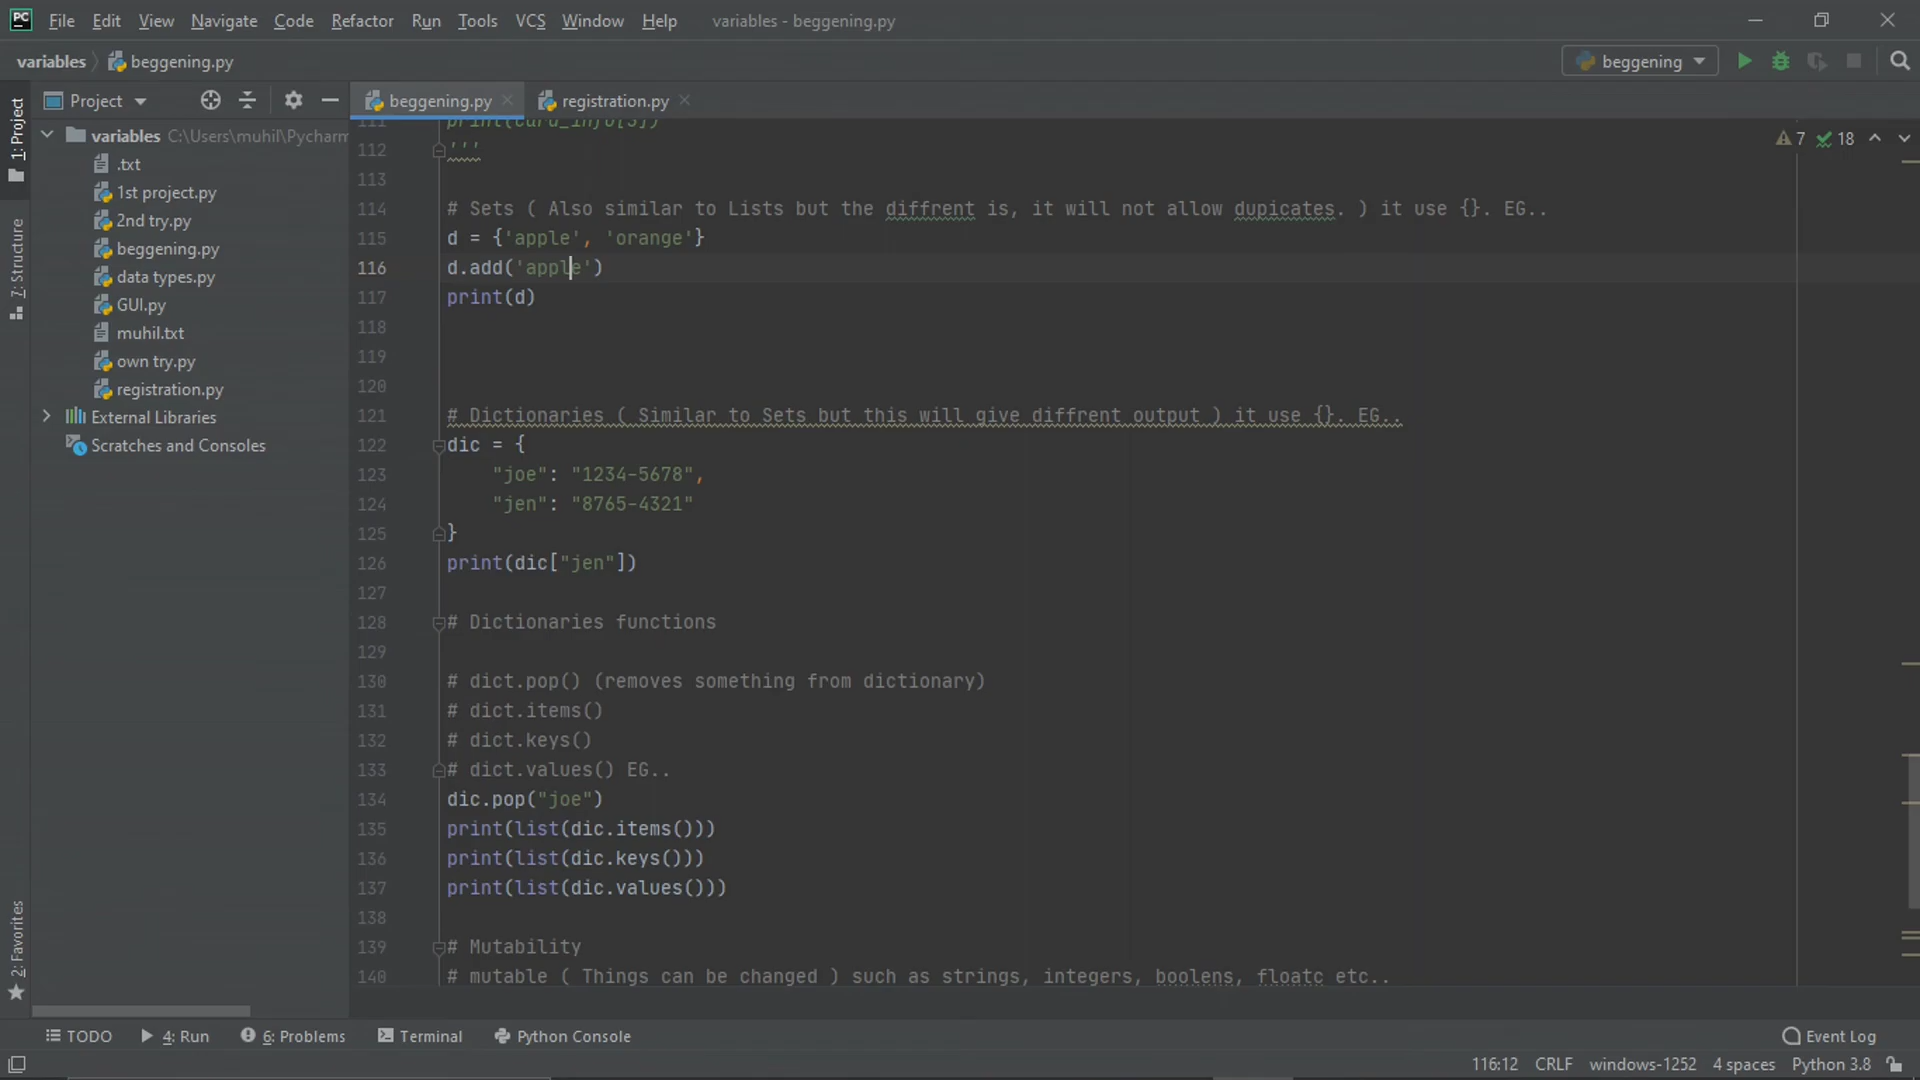 PC File Edit View Navigate Code Refactor Run Tools VCS Window Help variables - beggening.py
variables beggening.py beggening
Project beggening.py registration.py
1: Project
7: Structure
2: Favorites
variables C:\Users\muhil\Pycharm
.txt
1st project.py
2nd try.py
beggening.py
data types.py
GUI.py
muhil.txt
own try.py
registration.py
External Libraries
Scratches and Consoles
7 18
111 print(card_info[3])
112 '''
113
114 # Sets ( Also similar to Lists but the diffrent is, it will not allow dupicates. ) it use {}. EG..
115 d = {'apple', 'orange'}
116 d.add('apple')
117 print(d)
118
119
120
121 # Dictionaries ( Similar to Sets but this will give diffrent output ) it use {}. EG..
122 dic = {
123 "joe": "1234-5678",
124 "jen": "8765-4321"
125 }
126 print(dic["jen"])
127
128 # Dictionaries functions
129
130 # dict.pop() (removes something from dictionary)
131 # dict.items()
132 # dict.keys()
133 # dict.values() EG..
134 dic.pop("joe")
135 print(list(dic.items()))
136 print(list(dic.keys()))
137 print(list(dic.values()))
138
139 # Mutability
140 # mutable ( Things can be changed ) such as strings, integers, boolens, floatc etc..
TODO 4: Run 6: Problems Terminal Python Console Event Log
116:12 CRLF windows-1252 4 spaces Python 3.8